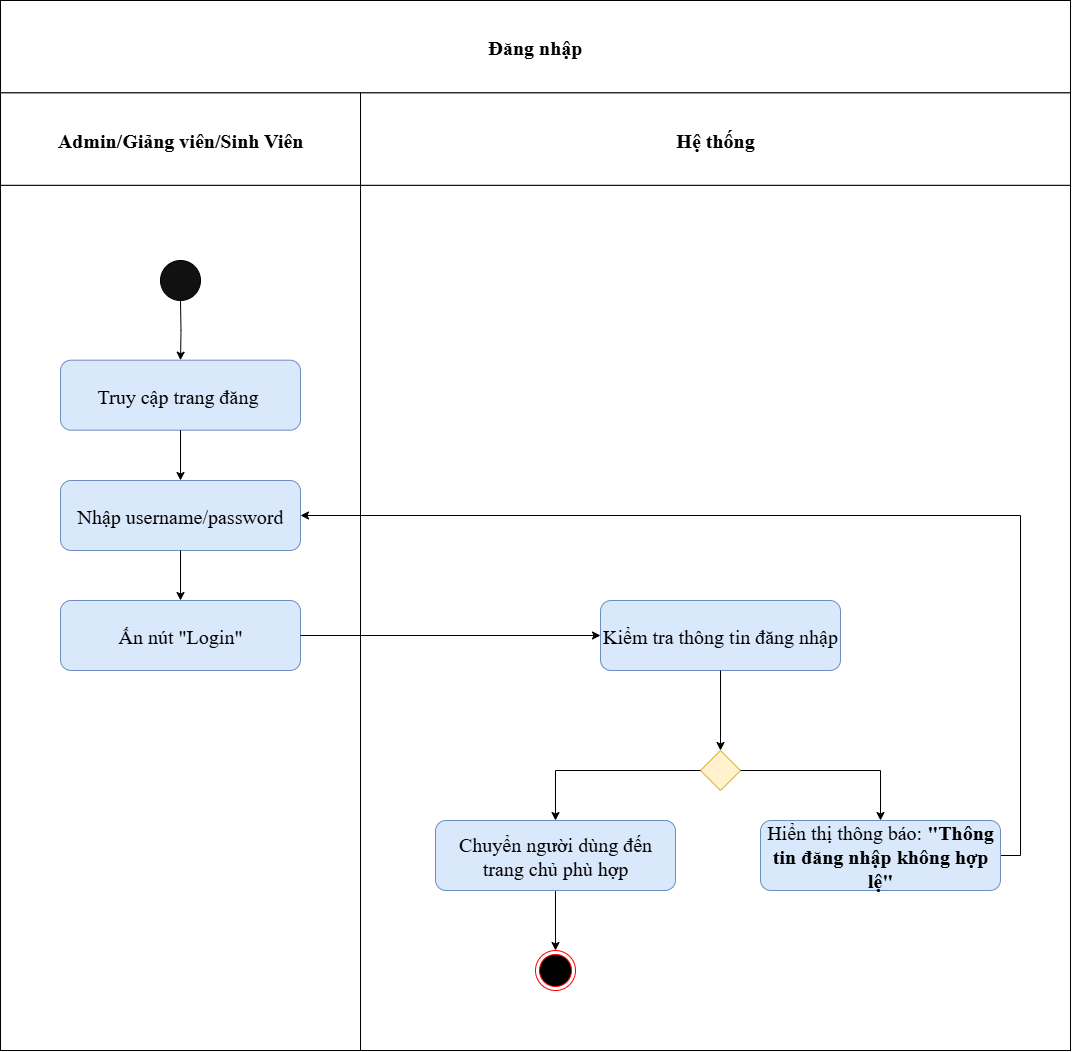 Đăng nhập
Admin/Giảng viên/Sinh Viên
Hệ thống
Truy cập trang đăng
Nhập username/password
Ấn nút "Login"
Kiểm tra thông tin đăng nhập
Chuyển người dùng đến
trang chủ phù hợp
Hiển thị thông báo: "Thông
tin đăng nhập không hợp
lệ"